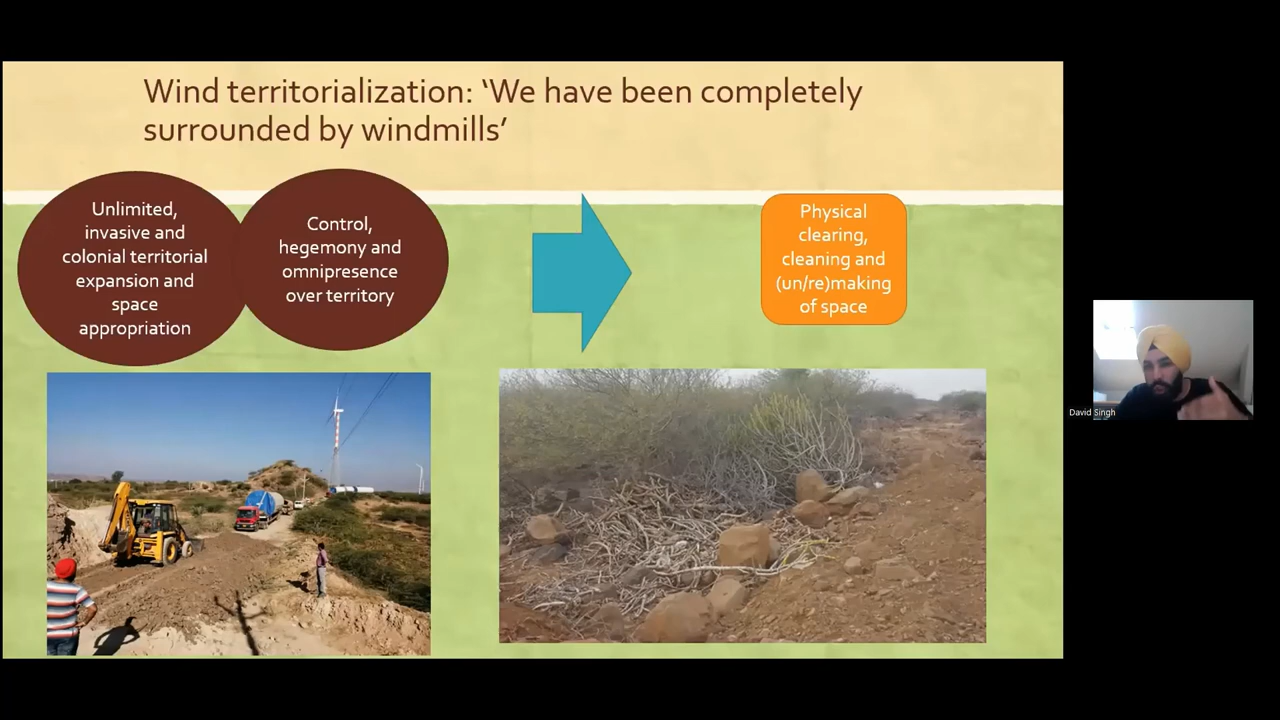 Wind territorialization: ‘We have been completely
surrounded by windmills’
Unlimited,
invasive and
colonial territorial
expansion and
space
appropriation
Control,
hegemony and
omnipresence
over territory
Physical
clearing,
cleaning and
(un/re)making
of space
David Singh